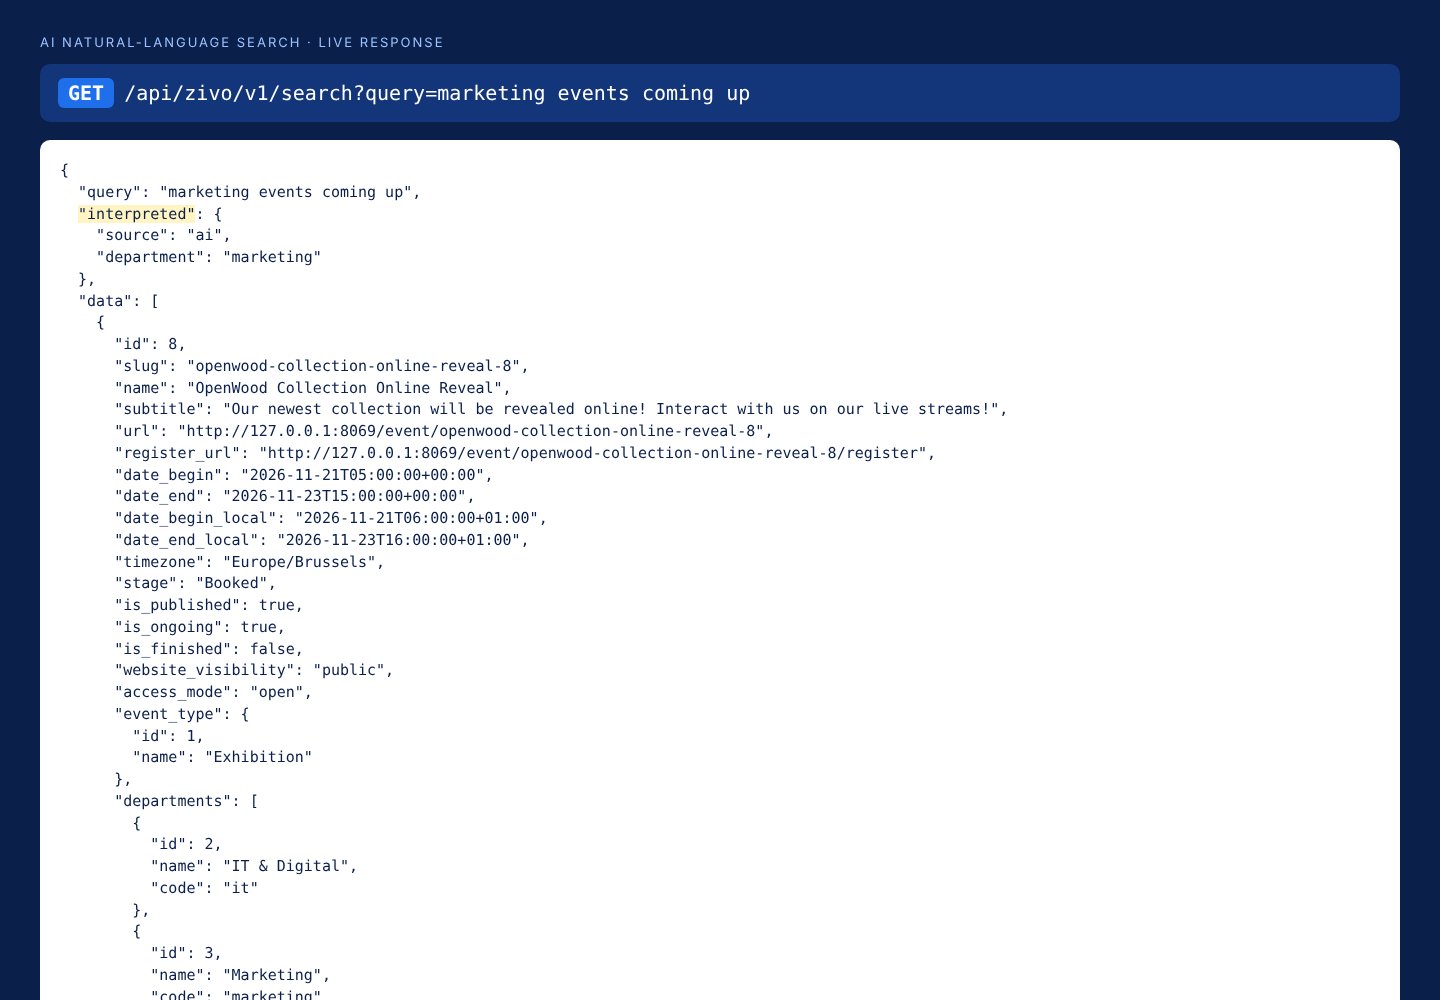 AI NATURAL-LANGUAGE SEARCH · LIVE RESPONSE
GET /api/zivo/v1/search?query=marketing events coming up
{
  "query": "marketing events coming up",
  "interpreted": {
    "source": "ai",
    "department": "marketing"
  },
  "data": [
    {
      "id": 8,
      "slug": "openwood-collection-online-reveal-8",
      "name": "OpenWood Collection Online Reveal",
      "subtitle": "Our newest collection will be revealed online! Interact with us on our live streams!",
      "url": "http://127.0.0.1:8069/event/openwood-collection-online-reveal-8",
      "register_url": "http://127.0.0.1:8069/event/openwood-collection-online-reveal-8/register",
      "date_begin": "2026-11-21T05:00:00+00:00",
      "date_end": "2026-11-23T15:00:00+00:00",
      "date_begin_local": "2026-11-21T06:00:00+01:00",
      "date_end_local": "2026-11-23T16:00:00+01:00",
      "timezone": "Europe/Brussels",
      "stage": "Booked",
      "is_published": true,
      "is_ongoing": true,
      "is_finished": false,
      "website_visibility": "public",
      "access_mode": "open",
      "event_type": {
        "id": 1,
        "name": "Exhibition"
      },
      "departments": [
        {
          "id": 2,
          "name": "IT & Digital",
          "code": "it"
        },
        {
          "id": 3,
          "name": "Marketing",
          "code": "marketing"